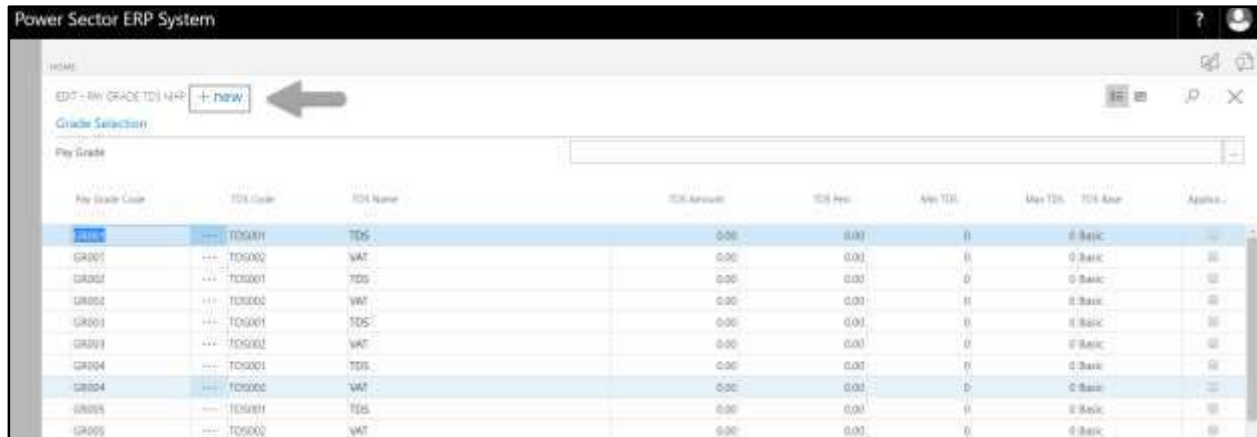 Power Sector ERP System ?
HOME
EDIT - PAY GRADE TDS MAP + new
Grade Selection
Pay Grade ...
Pay Grade Code TDS Code TDS Name TDS Amount TDS Perc Min TDS Max TDS TDS Base Applica...
GR001 ... TDS001 TDS 0.00 0.00 0 0 Basic
GR001 ... TDS002 VAT 0.00 0.00 0 0 Basic
GR002 ... TDS001 TDS 0.00 0.00 0 0 Basic
GR002 ... TDS002 VAT 0.00 0.00 0 0 Basic
GR003 ... TDS001 TDS 0.00 0.00 0 0 Basic
GR003 ... TDS002 VAT 0.00 0.00 0 0 Basic
GR004 ... TDS001 TDS 0.00 0.00 0 0 Basic
GR004 ... TDS002 VAT 0.00 0.00 0 0 Basic
GR005 ... TDS001 TDS 0.00 0.00 0 0 Basic
GR005 ... TDS002 VAT 0.00 0.00 0 0 Basic